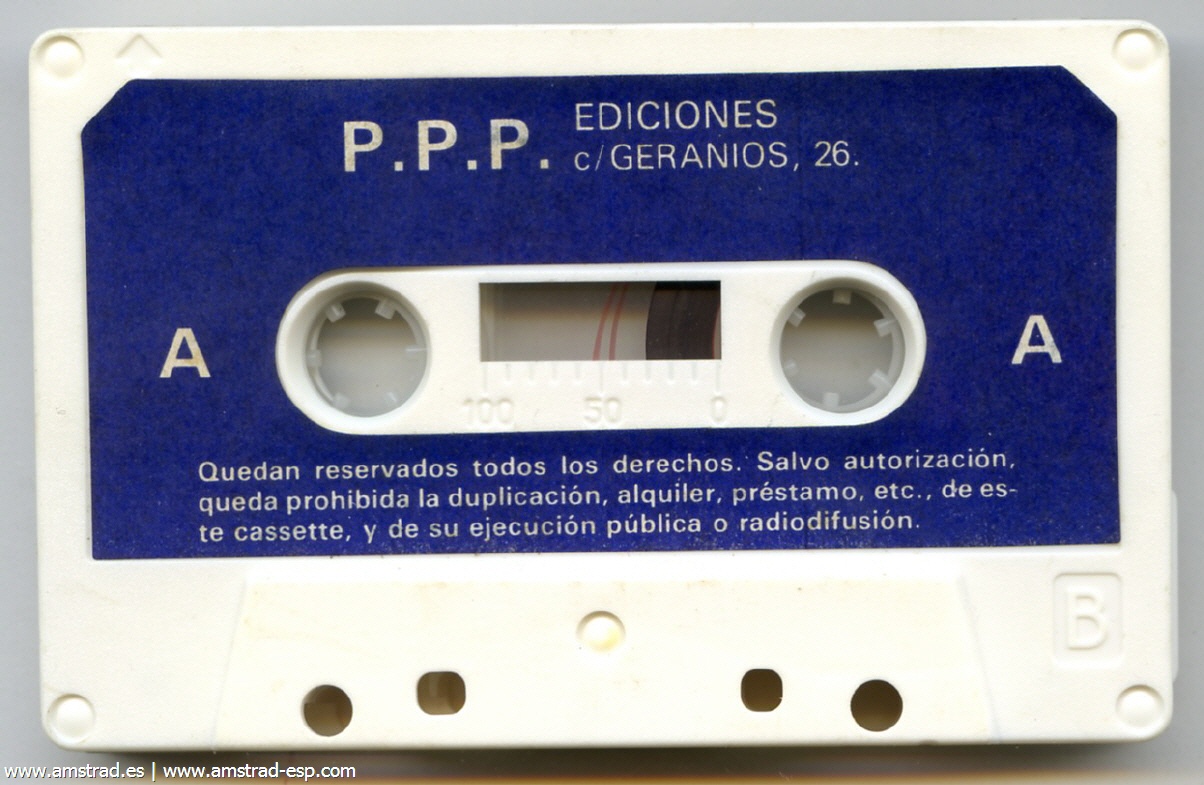 P.P.P. EDICIONES
c/GERANIOS, 26.
A A
100 50 0
Quedan reservados todos los derechos. Salvo autorización,
queda prohibida la duplicación, alquiler, préstamo, etc., de es-
te cassette, y de su ejecución pública o radiodifusión.
B
www.amstrad.es | www.amstrad-esp.com